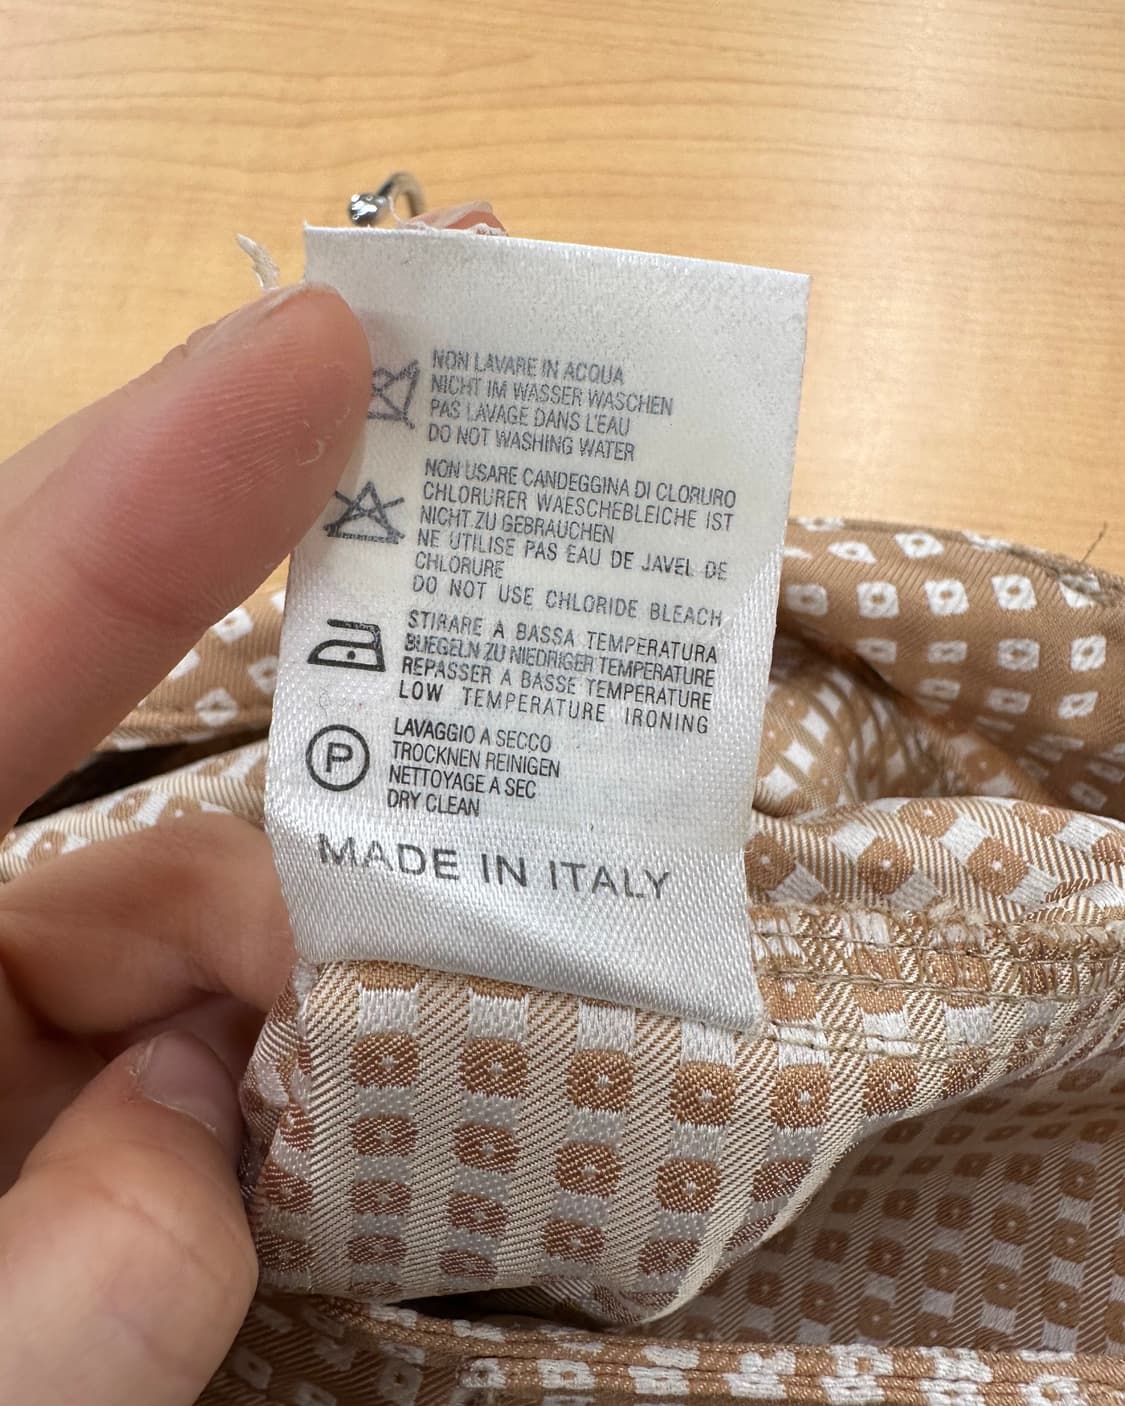 NON LAVARE IN ACQUA
NICHT IM WASSER WASCHEN
PAS LAVAGE DANS L'EAU
DO NOT WASHING WATER
NON USARE CANDEGGINA DI CLORURO
CHLORURER WAESCHEBLEICHE IST
NICHT ZU GEBRAUCHEN
NE UTILISE PAS EAU DE JAVEL DE
CHLORURE
DO NOT USE CHLORIDE BLEACH
STIRARE A BASSA TEMPERATURA
BUEGELN ZU NIEDRIGER TEMPERATURE
REPASSER A BASSE TEMPERATURE
LOW TEMPERATURE IRONING
P
LAVAGGIO A SECCO
TROCKNEN REINIGEN
NETTOYAGE A SEC
DRY CLEAN
MADE IN ITALY